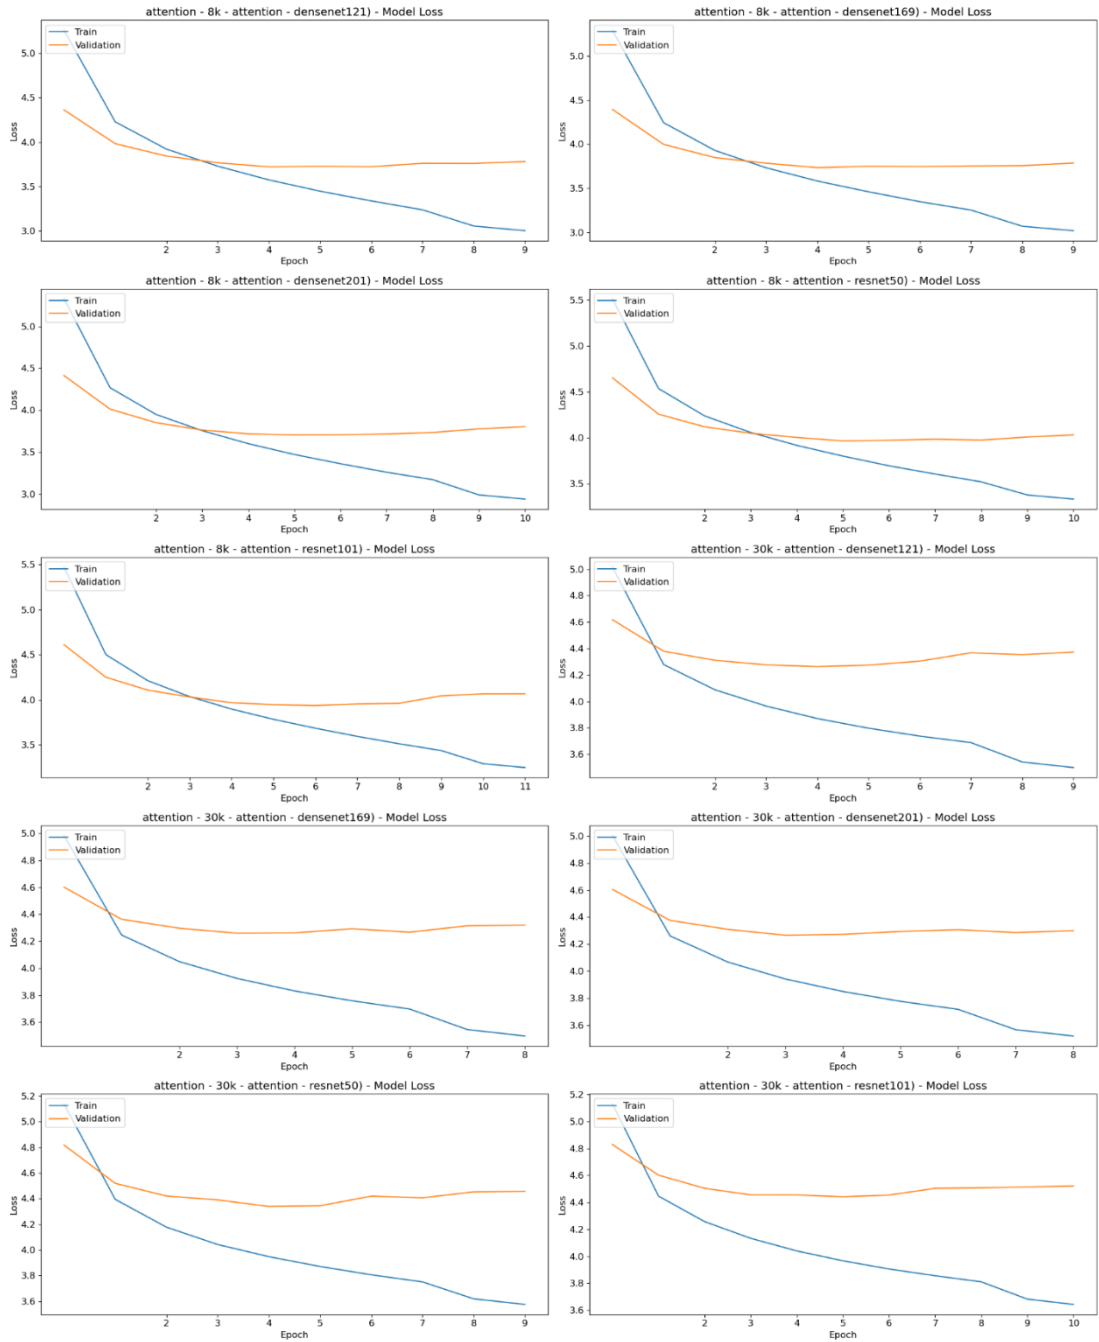 attention - 8k - attention - densenet121) - Model Loss
Train
Validation
5.0
4.5
4.0
3.5
3.0
Loss
2 3 4 5 6 7 8 9
Epoch
attention - 8k - attention - densenet169) - Model Loss
Train
Validation
5.0
4.5
4.0
3.5
3.0
Loss
2 3 4 5 6 7 8 9
Epoch
attention - 8k - attention - densenet201) - Model Loss
Train
Validation
5.0
4.5
4.0
3.5
3.0
Loss
2 3 4 5 6 7 8 9 10
Epoch
attention - 8k - attention - resnet50) - Model Loss
Train
Validation
5.5
5.0
4.5
4.0
3.5
Loss
2 3 4 5 6 7 8 9 10
Epoch
attention - 8k - attention - resnet101) - Model Loss
Train
Validation
5.5
5.0
4.5
4.0
3.5
Loss
2 3 4 5 6 7 8 9 10 11
Epoch
attention - 30k - attention - densenet121) - Model Loss
Train
Validation
5.0
4.8
4.6
4.4
4.2
4.0
3.8
3.6
Loss
2 3 4 5 6 7 8 9
Epoch
attention - 30k - attention - densenet169) - Model Loss
Train
Validation
5.0
4.8
4.6
4.4
4.2
4.0
3.8
3.6
Loss
2 3 4 5 6 7 8
Epoch
attention - 30k - attention - densenet201) - Model Loss
Train
Validation
5.0
4.8
4.6
4.4
4.2
4.0
3.8
3.6
Loss
2 3 4 5 6 7 8
Epoch
attention - 30k - attention - resnet50) - Model Loss
Train
Validation
5.2
5.0
4.8
4.6
4.4
4.2
4.0
3.8
3.6
Loss
2 3 4 5 6 7 8 9
Epoch
attention - 30k - attention - resnet101) - Model Loss
Train
Validation
5.2
5.0
4.8
4.6
4.4
4.2
4.0
3.8
3.6
Loss
2 3 4 5 6 7 8 9 10
Epoch